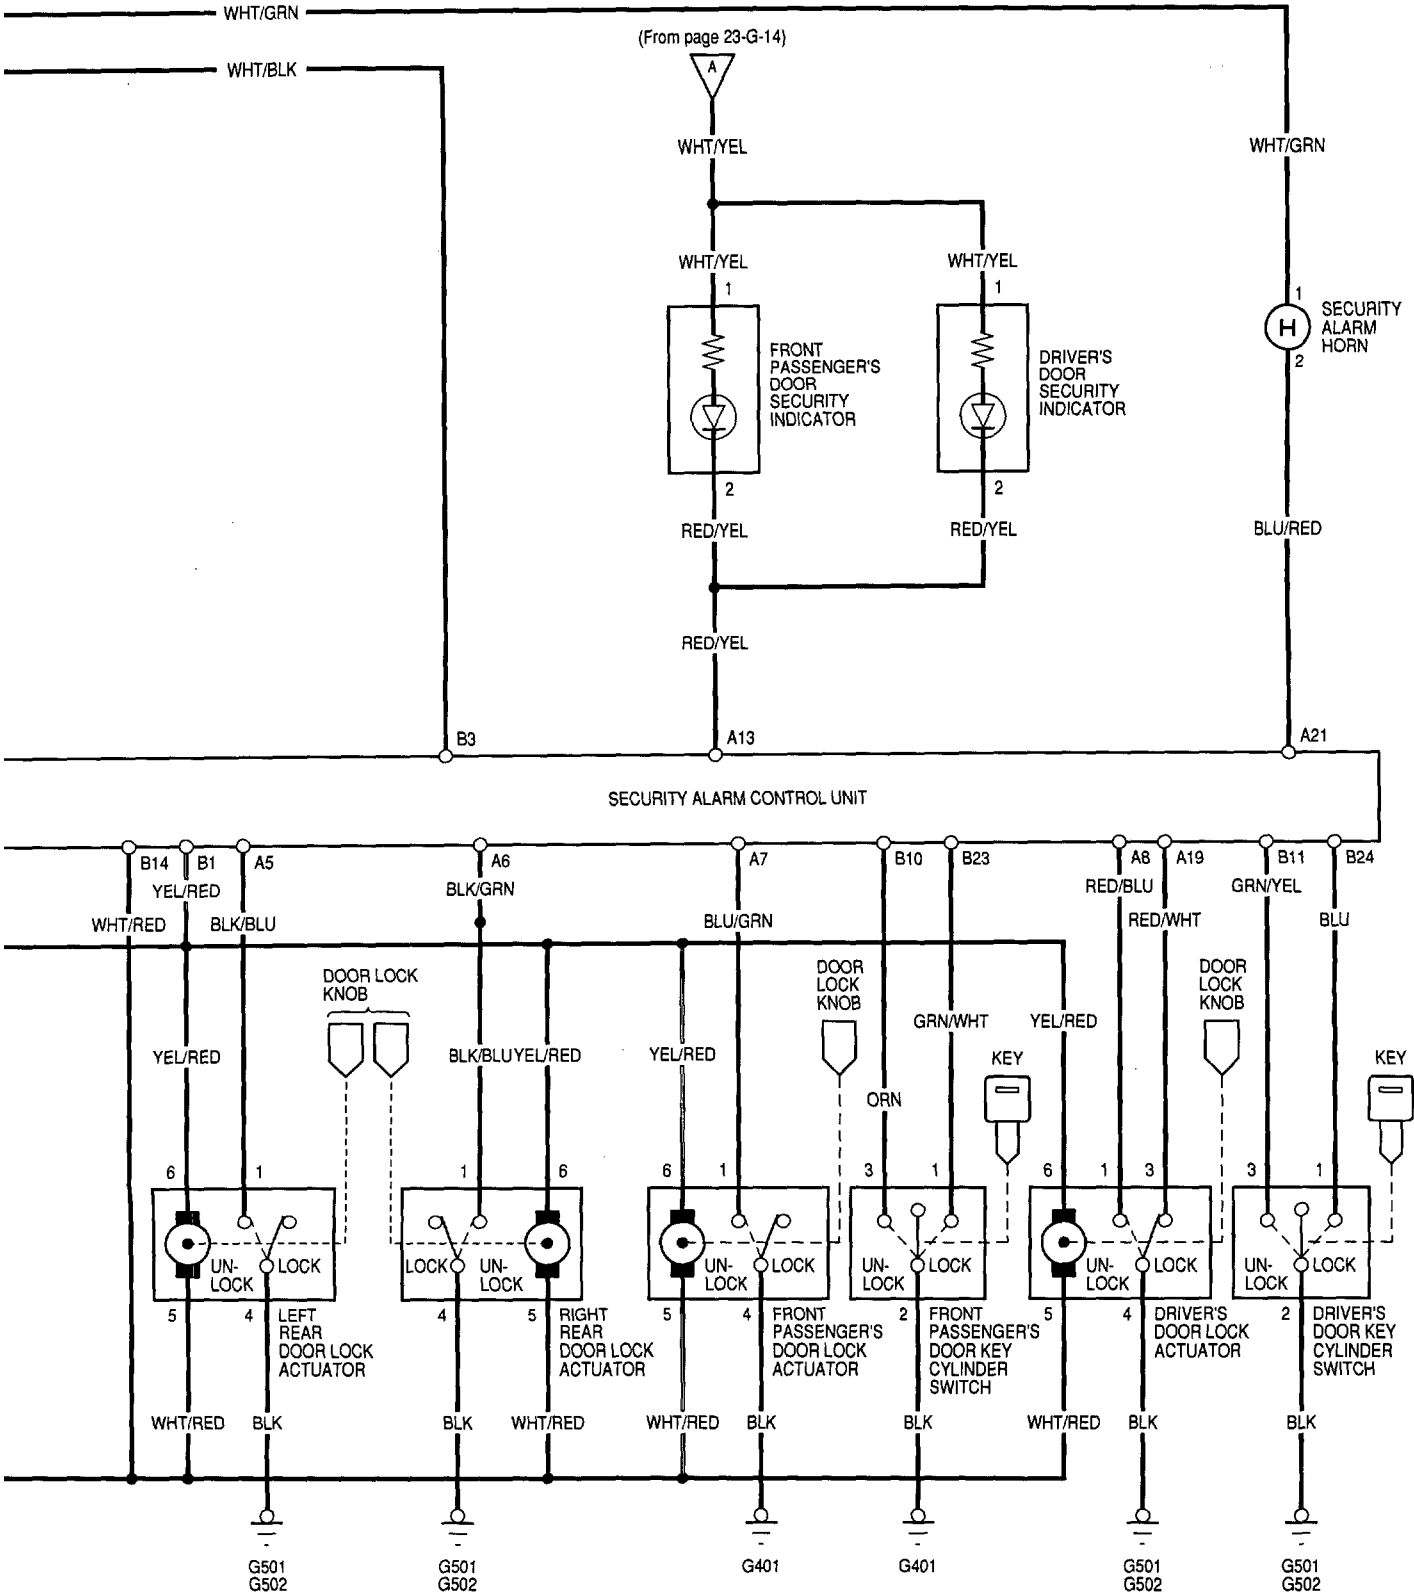 WHT/GRN
(From page 23-G-14)
WHT/BLK
A
WHT/YEL
WHT/GRN
WHT/YEL
WHT/YEL
1
1
1
SECURITY
ALARM
HORN
H
2
FRONT
PASSENGER'S
DOOR
SECURITY
INDICATOR
DRIVER'S
DOOR
SECURITY
INDICATOR
2
2
RED/YEL
RED/YEL
BLU/RED
RED/YEL
B3
A13
A21
SECURITY ALARM CONTROL UNIT
B14
B1
A5
A6
A7
B10
B23
A8
A19
B11
B24
YEL/RED
BLK/GRN
RED/BLU
GRN/YEL
WHT/RED
BLK/BLU
BLU/GRN
RED/WHT
BLU
DOOR LOCK
KNOB
DOOR
LOCK
KNOB
DOOR
LOCK
KNOB
GRN/WHT
YEL/RED
YEL/RED
BLK/BLU
YEL/RED
YEL/RED
KEY
KEY
ORN
6
1
1
6
6
1
3
1
6
1
3
3
1
UN-
LOCK
LOCK
LOCK
UN-
LOCK
UN-
LOCK
LOCK
UN-
LOCK
LOCK
UN-
LOCK
LOCK
UN-
LOCK
LOCK
5
4
LEFT
REAR
DOOR LOCK
ACTUATOR
4
5
RIGHT
REAR
DOOR LOCK
ACTUATOR
5
4
FRONT
PASSENGER'S
DOOR LOCK
ACTUATOR
2
FRONT
PASSENGER'S
DOOR KEY
CYLINDER
SWITCH
5
4
DRIVER'S
DOOR LOCK
ACTUATOR
2
DRIVER'S
DOOR KEY
CYLINDER
SWITCH
WHT/RED
BLK
BLK
WHT/RED
WHT/RED
BLK
BLK
WHT/RED
BLK
BLK
G501
G502
G501
G502
G401
G401
G501
G502
G501
G502